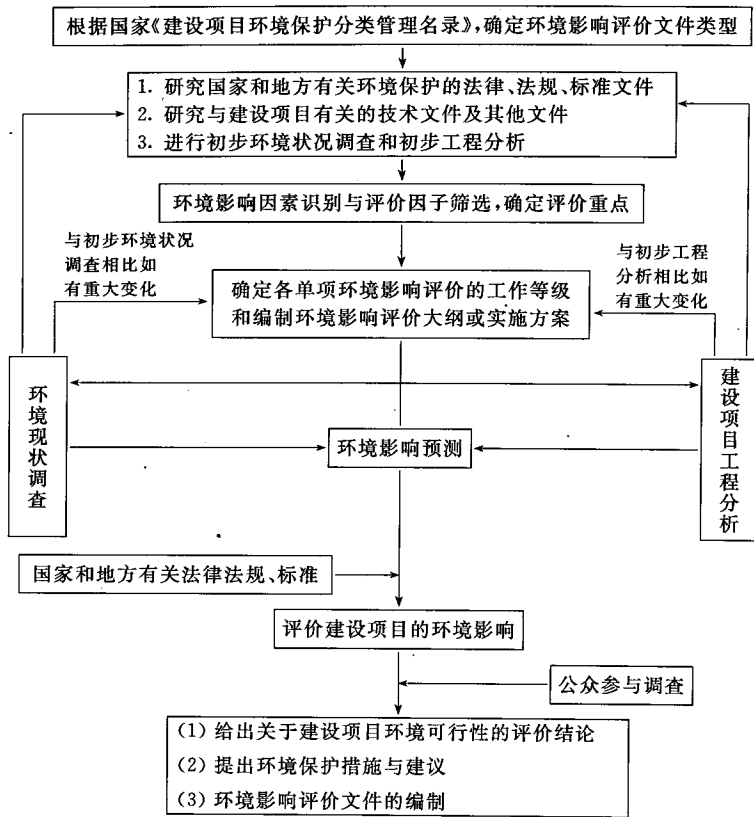 根据国家《建设项目环境保护分类管理名录》,确定环境影响评价文件类型
1. 研究国家和地方有关环境保护的法律、法规、标准文件
2. 研究与建设项目有关的技术文件及其他文件
3. 进行初步环境状况调查和初步工程分析
环境影响因素识别与评价因子筛选,确定评价重点
与初步环境状况
调查相比如
有重大变化
与初步工程
分析相比如
有重大变化
确定各单项环境影响评价的工作等级
和编制环境影响评价大纲或实施方案
环境现状调查
建设项目工程分析
环境影响预测
国家和地方有关法律法规、标准
评价建设项目的环境影响
公众参与调查
(1) 给出关于建设项目环境可行性的评价结论
(2) 提出环境保护措施与建议
(3) 环境影响评价文件的编制